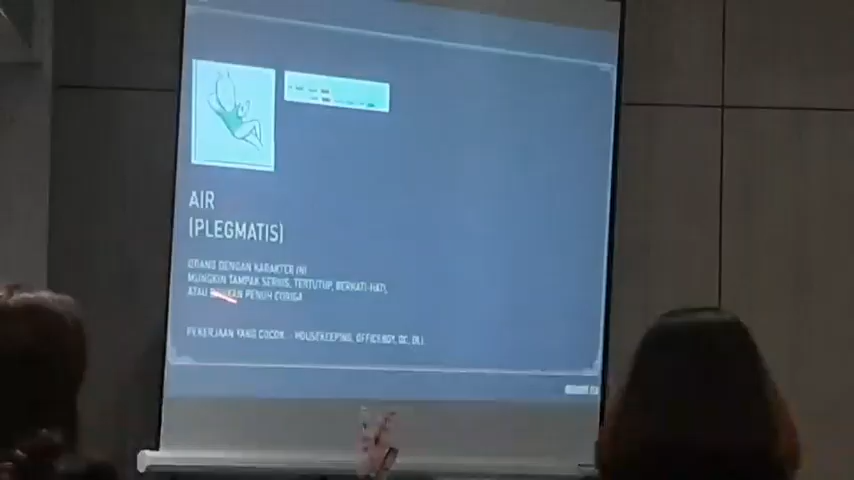 AIR
(PLEGMATIS)
ORANG DENGAN KARAKTER INI
MUNGKIN TAMPAK SERIUS, TERTUTUP, BERHATI-HATI,
ATAU BAHKAN PENUH CURIGA
PEKERJAAN YANG COCOK : HOUSEKEEPING, OFFICEBOY, QC, DLL